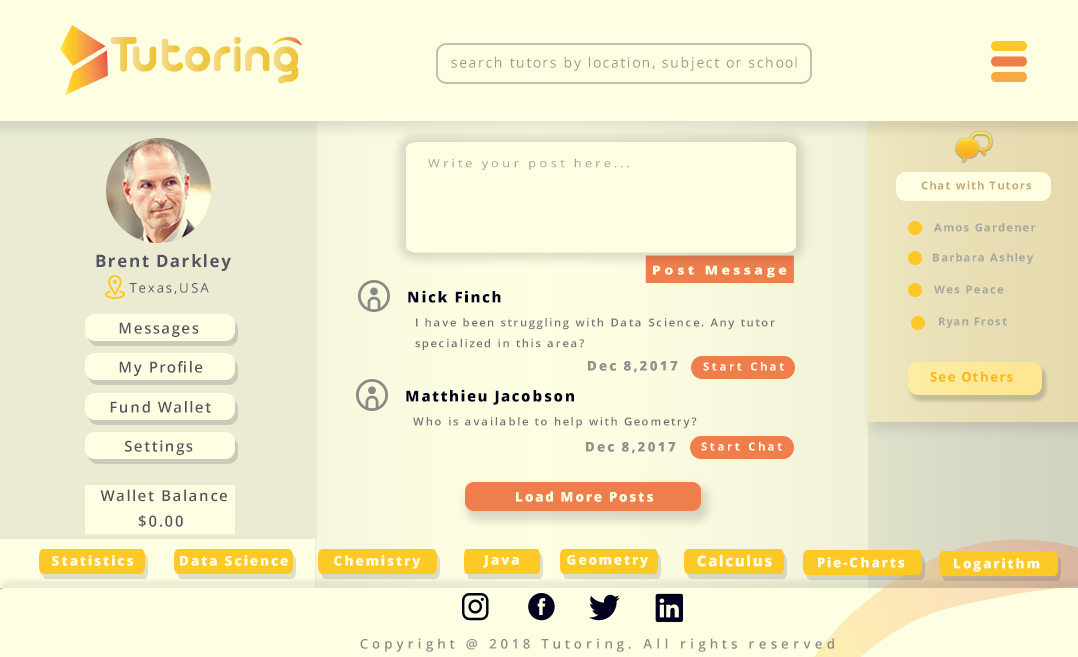 Tutoring
search tutors by location, subject or school
Brent Darkley
Texas,USA
Messages
My Profile
Fund Wallet
Settings
Wallet Balance
$0.00
Write your post here...
Post Message
Nick Finch
I have been struggling with Data Science. Any tutor
specialized in this area?
Dec 8,2017 Start Chat
Matthieu Jacobson
Who is available to help with Geometry?
Dec 8,2017 Start Chat
Load More Posts
Chat with Tutors
Amos Gardener
Barbara Ashley
Wes Peace
Ryan Frost
See Others
Statistics Data Science Chemistry Java Geometry Calculus Pie-Charts Logarithm
Copyright @ 2018 Tutoring. All rights reserved